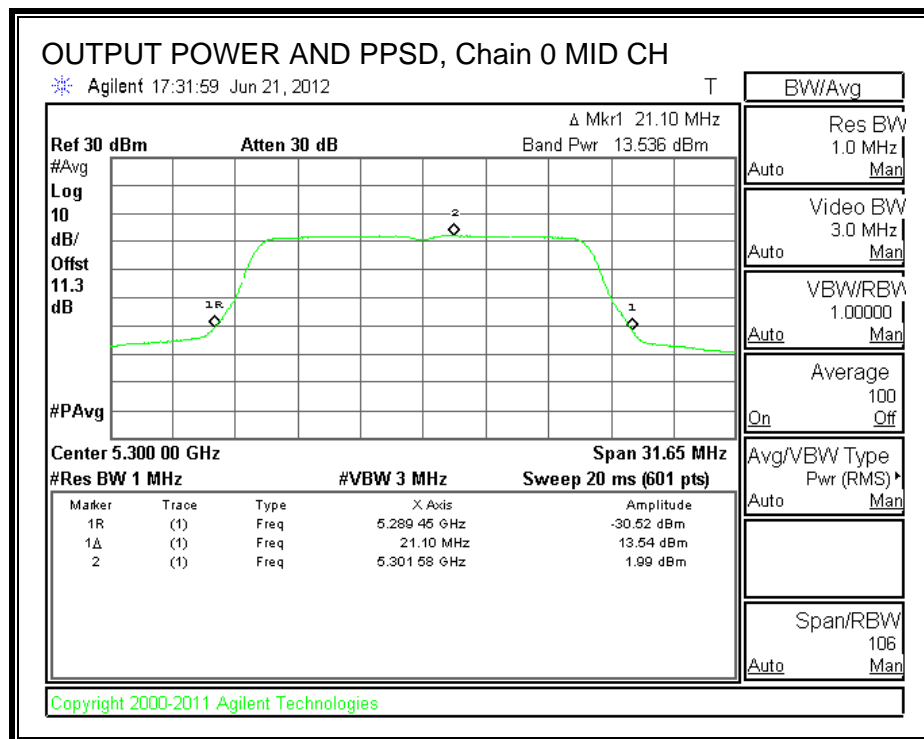 OUTPUT POWER AND PPSD, Chain 0 MID CH
Agilent 17:31:59 Jun 21, 2012 T
Δ Mkr1 21.10 MHz
Ref 30 dBm Atten 30 dB Band Pwr 13.536 dBm
#Avg
Log
10
dB/
Offst
11.3
dB
2
1R
1
#PAvg
Center 5.300 00 GHz Span 31.65 MHz
#Res BW 1 MHz #VBW 3 MHz Sweep 20 ms (601 pts)
Marker Trace Type X Axis Amplitude
1R (1) Freq 5.289 45 GHz -30.52 dBm
1Δ (1) Freq 21.10 MHz 13.54 dBm
2 (1) Freq 5.301 58 GHz 1.99 dBm
BW/Avg
Res BW
1.0 MHz
Auto Man
Video BW
3.0 MHz
Auto Man
VBW/RBW
1.00000
Auto Man
Average
100
On Off
Avg/VBW Type
Pwr (RMS)
Auto Man
Span/RBW
106
Auto Man
Copyright 2000-2011 Agilent Technologies